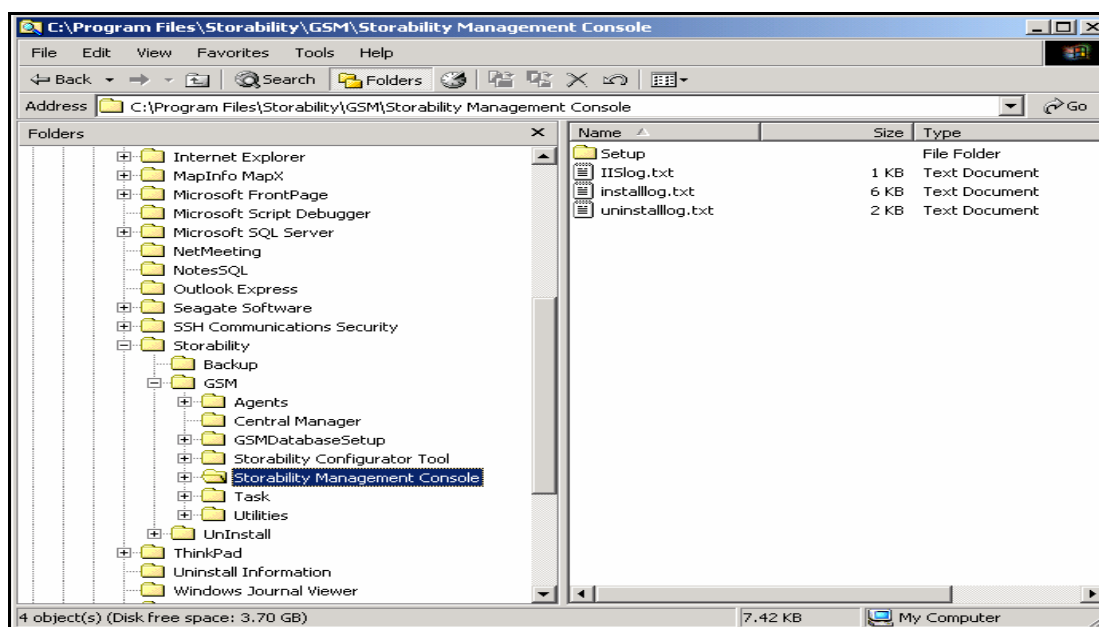 C:\Program Files\Storability\GSM\Storability Management Console
File Edit View Favorites Tools Help
Back Search Folders
Address C:\Program Files\Storability\GSM\Storability Management Console Go
Folders
Name Size Type
Internet Explorer
MapInfo MapX
Microsoft FrontPage
Microsoft Script Debugger
Microsoft SQL Server
NetMeeting
NotesSQL
Outlook Express
Seagate Software
SSH Communications Security
Storability
Backup
GSM
Agents
Central Manager
GSMDatabaseSetup
Storability Configurator Tool
Storability Management Console
Task
Utilities
UnInstall
ThinkPad
Uninstall Information
Windows Journal Viewer
Setup File Folder
IISlog.txt 1 KB Text Document
installlog.txt 6 KB Text Document
uninstalllog.txt 2 KB Text Document
4 object(s) (Disk free space: 3.70 GB) 7.42 KB My Computer